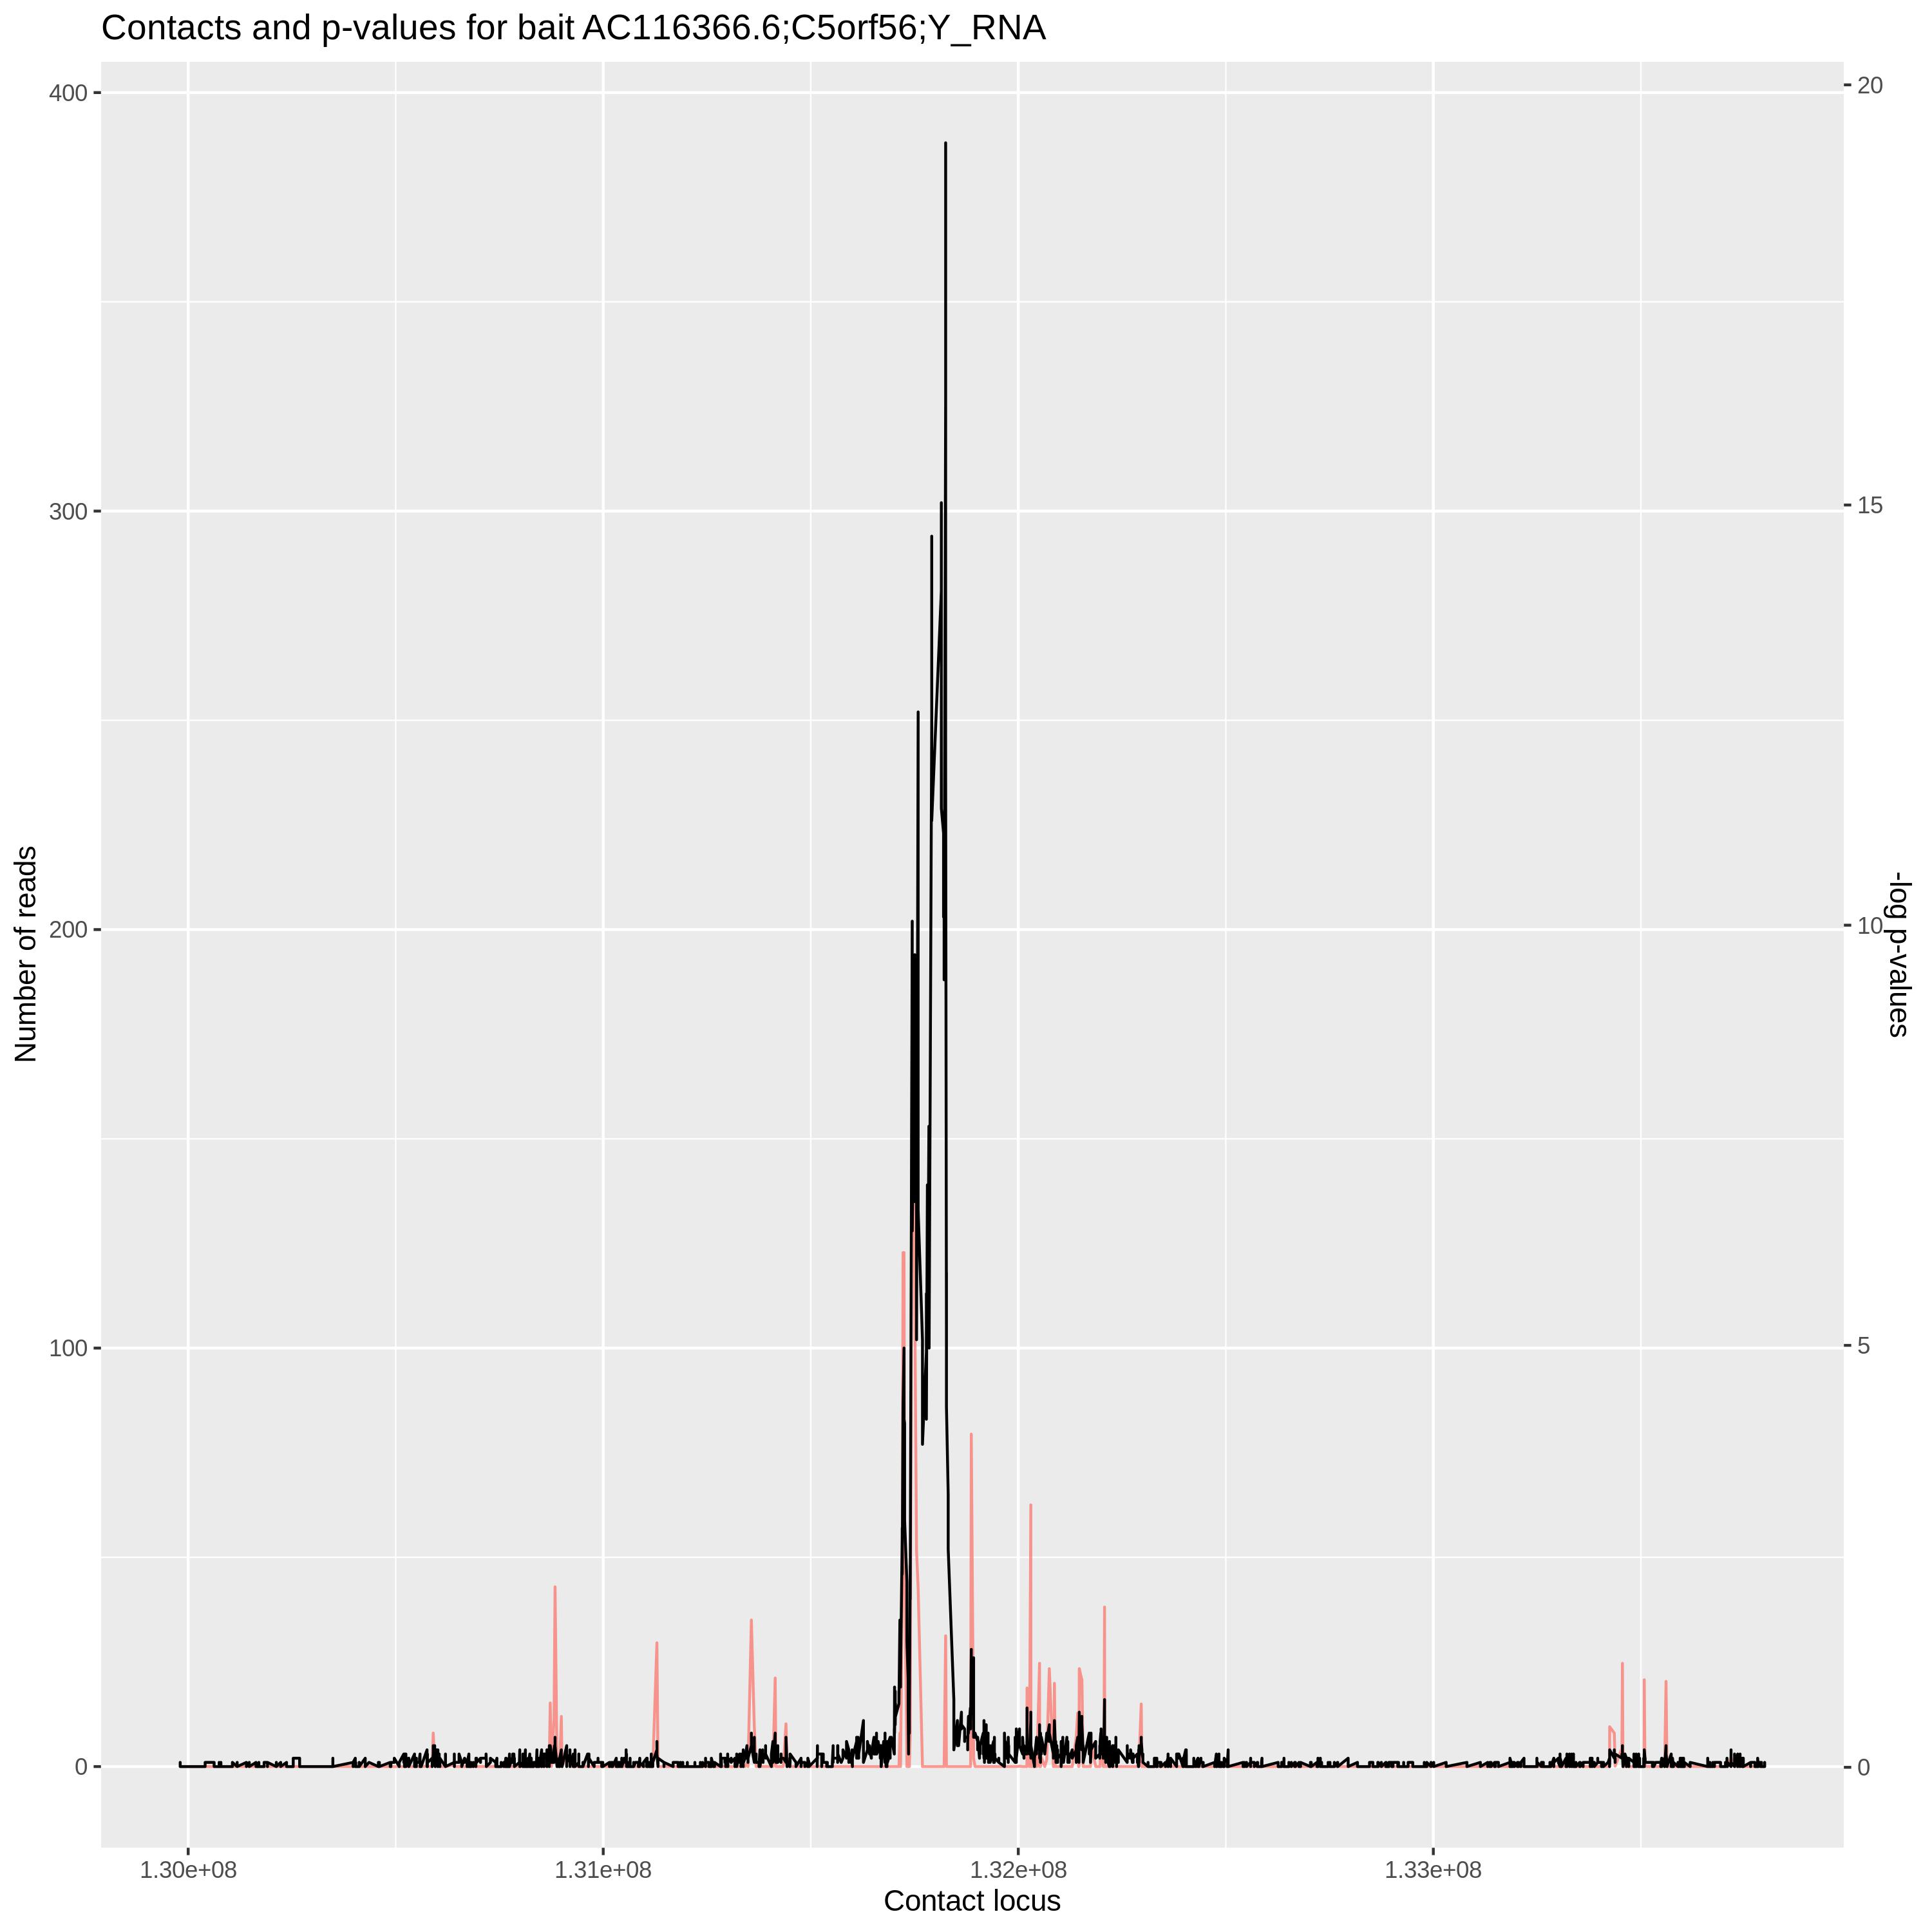 Contacts and p-values for bait AC116366.6;C5orf56;Y_RNA
400
300
200
100
0
Number of reads
20
15
10
5
0
-log p-values
1.30e+08
1.31e+08
1.32e+08
1.33e+08
Contact locus